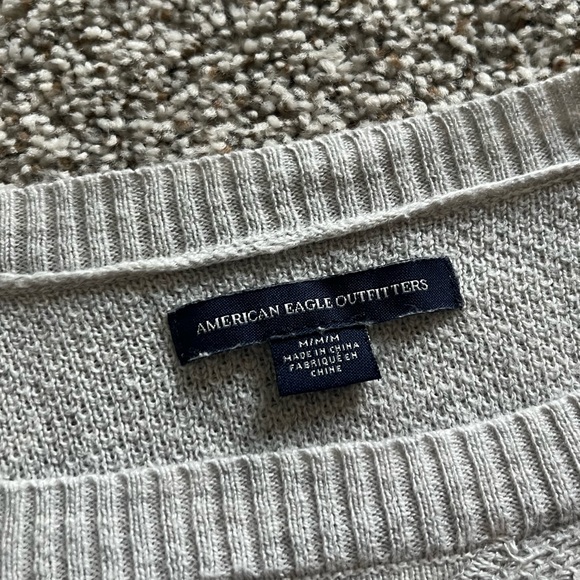 AMERICAN EAGLE OUTFITTERS
M/M/M
MADE IN CHINA
FABRIQUÉ EN
CHINE